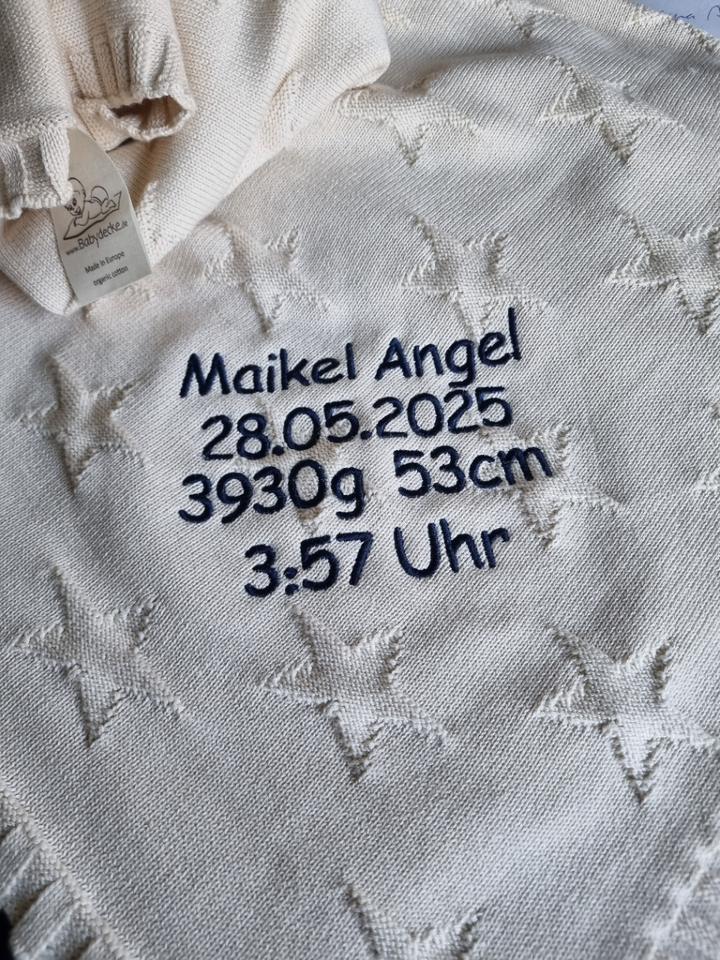 www.Babydecke.de
Made in Europe
organic cotton
Maikel Angel
28.05.2025
3930g 53cm
3:57 Uhr